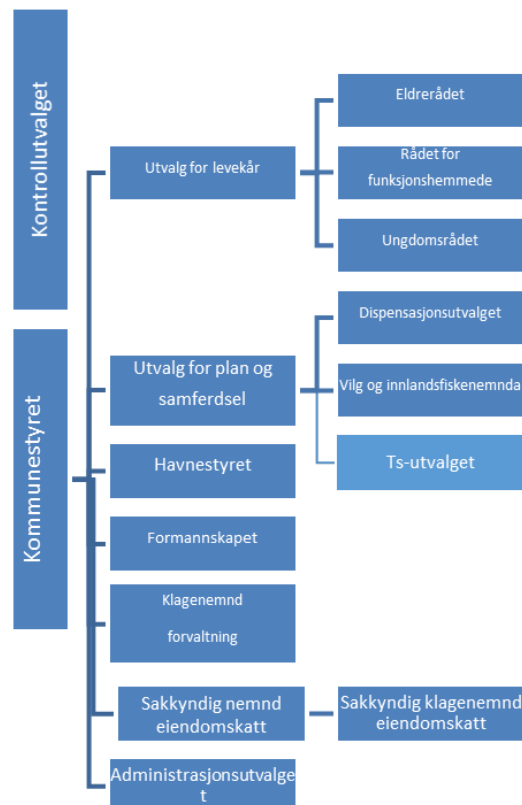 Kontrollutvalget
Kommunestyret
Utvalg for levekår
Eldrerådet
Rådet for
funksjonshemmede
Ungdomsrådet
Utvalg for plan og
samferdsel
Dispensasjonsutvalget
Vilg og innlandsfiskenemnda
Ts-utvalget
Havnestyret
Formannskapet
Klagenemnd
forvaltning
Sakkyndig nemnd
eiendomskatt
Sakkyndig klagenemnd
eiendomskatt
Administrasjonsutvalge
t